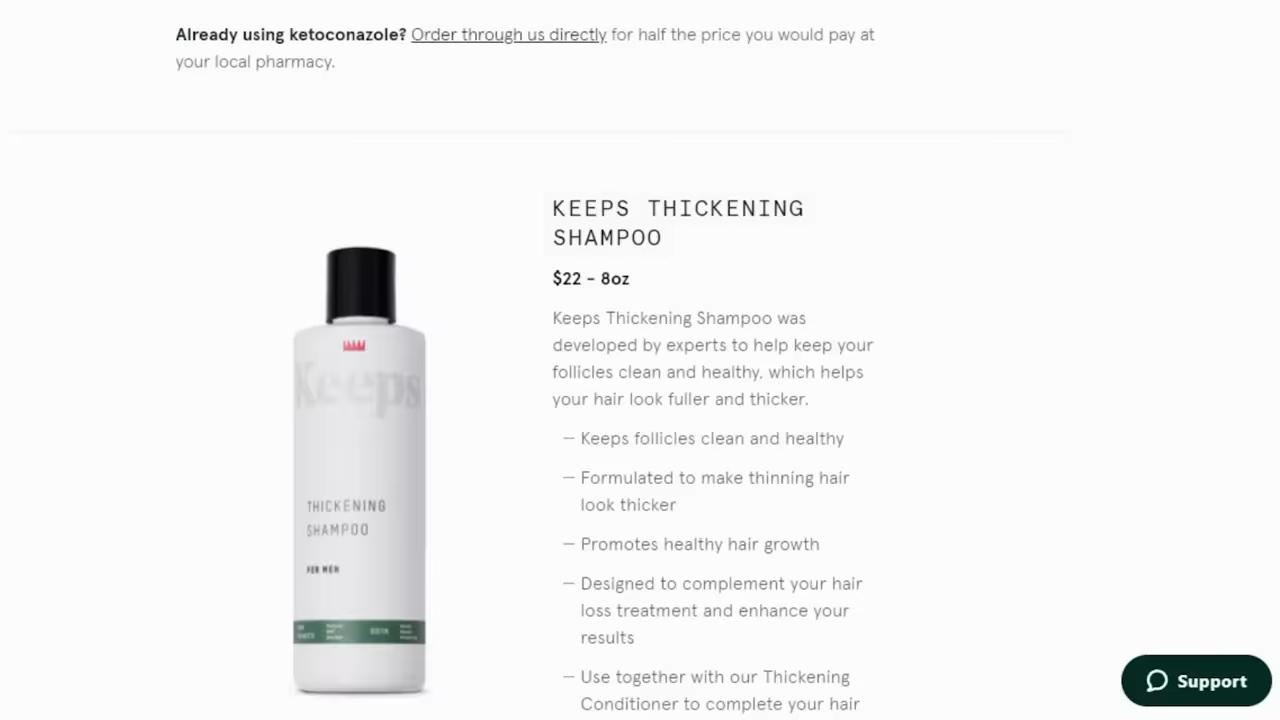 Already using ketoconazole? Order through us directly for half the price you would pay at
your local pharmacy.
KEEPS THICKENING
SHAMPOO
$22 - 8oz
Keeps Thickening Shampoo was
developed by experts to help keep your
follicles clean and healthy, which helps
your hair look fuller and thicker.
— Keeps follicles clean and healthy
— Formulated to make thinning hair
look thicker
— Promotes healthy hair growth
— Designed to complement your hair
loss treatment and enhance your
results
— Use together with our Thickening
Conditioner to complete your hair
Keeps
THICKENING
SHAMPOO
FOR MEN
Support